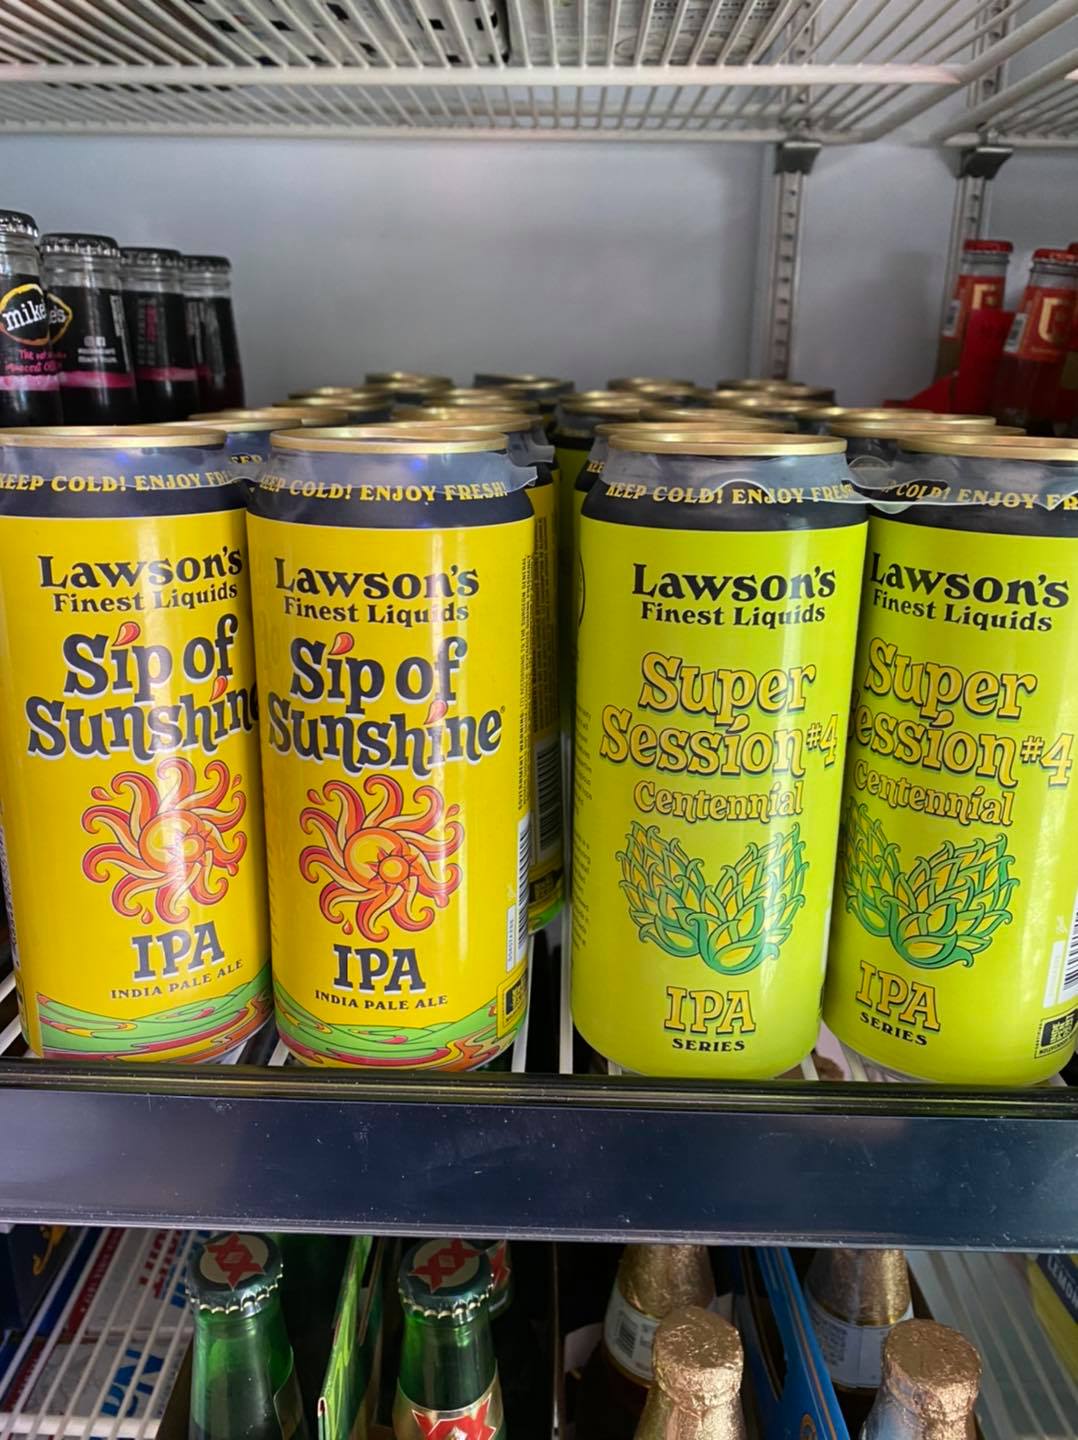 mike's
KEEP COLD! ENJOY
Lawson's
Finest Liquids
Sip of
Sunshine
IPA
INDIA PALE ALE
KEEP COLD! ENJOY FRESH!
Lawson's
Finest Liquids
Sip of
Sunshine®
IPA
INDIA PALE ALE
KEEP COLD! ENJOY FRESH!
Lawson's
Finest Liquids
Super
Session #4
Centennial
IPA
SERIES
COLD! ENJOY
Lawson's
Finest Liquids
Super
Session #4
Centennial
IPA
SERIES
XX
XX
XX